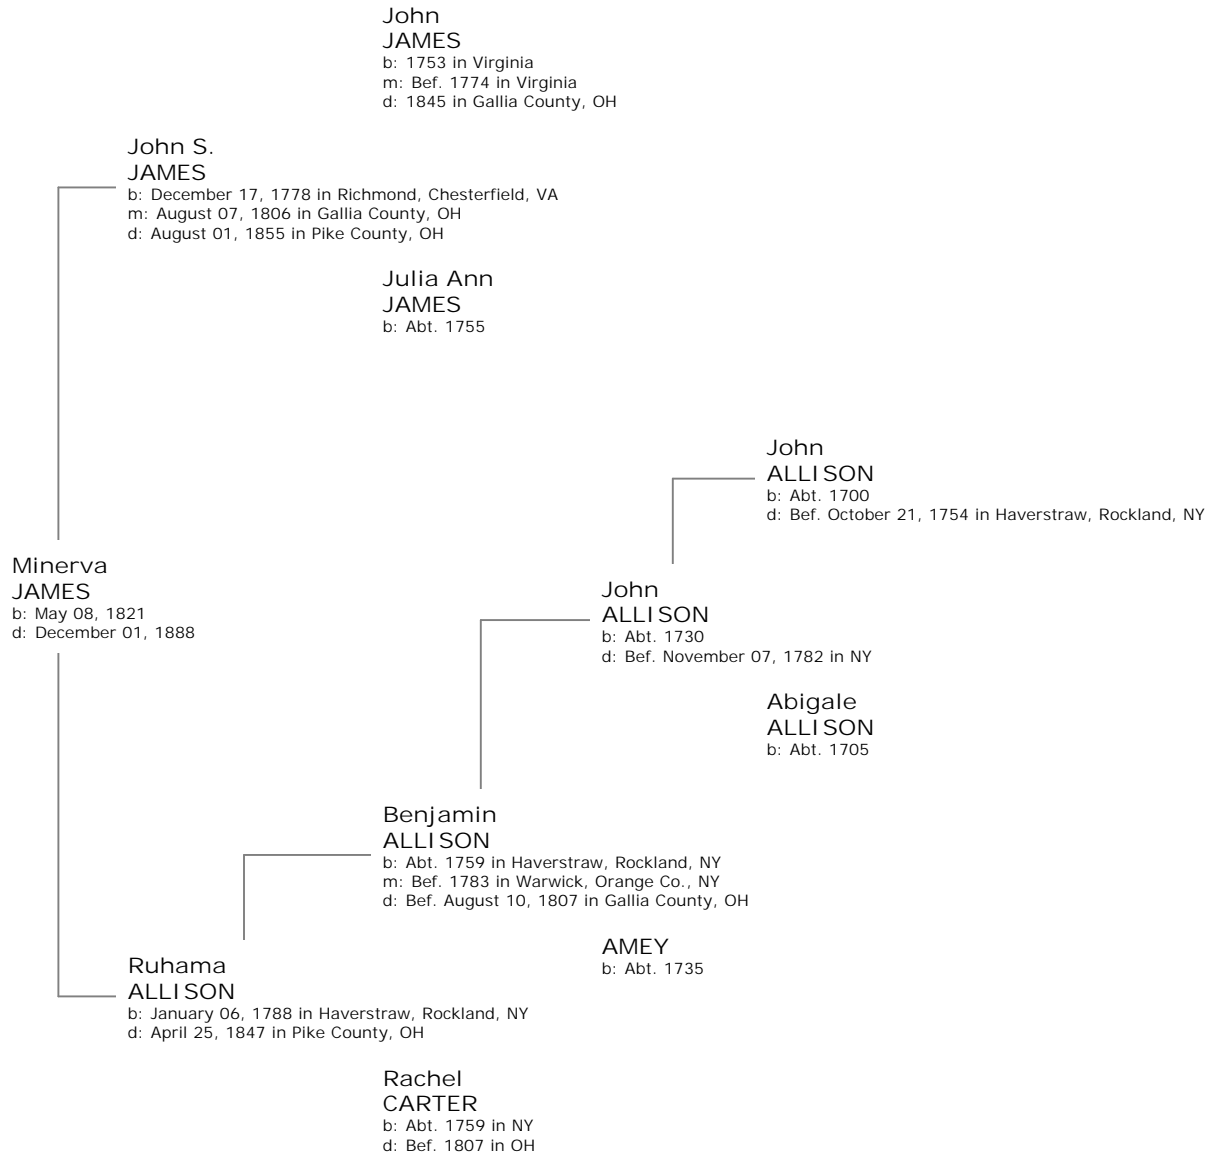 John
JAMES
b: 1753 in Virginia
m: Bef. 1774 in Virginia
d: 1845 in Gallia County, OH
John S.
JAMES
b: December 17, 1778 in Richmond, Chesterfield, VA
m: August 07, 1806 in Gallia County, OH
d: August 01, 1855 in Pike County, OH
Julia Ann
JAMES
b: Abt. 1755
John
ALLISON
b: Abt. 1700
d: Bef. October 21, 1754 in Haverstraw, Rockland, NY
Minerva
JAMES
b: May 08, 1821
d: December 01, 1888
John
ALLISON
b: Abt. 1730
d: Bef. November 07, 1782 in NY
Abigale
ALLISON
b: Abt. 1705
Benjamin
ALLISON
b: Abt. 1759 in Haverstraw, Rockland, NY
m: Bef. 1783 in Warwick, Orange Co., NY
d: Bef. August 10, 1807 in Gallia County, OH
AMEY
b: Abt. 1735
Ruhama
ALLISON
b: January 06, 1788 in Haverstraw, Rockland, NY
d: April 25, 1847 in Pike County, OH
Rachel
CARTER
b: Abt. 1759 in NY
d: Bef. 1807 in OH